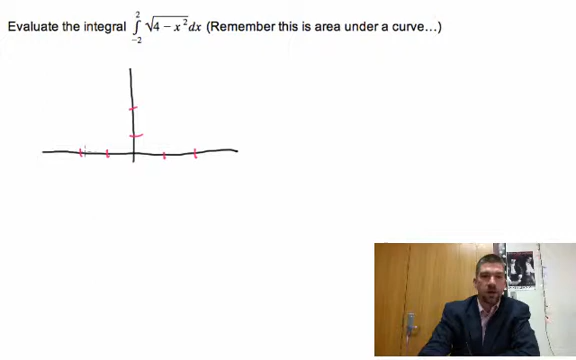 Evaluate the integral ∫_{-2}^{2} √(4 − x²)dx (Remember this is area under a curve…)